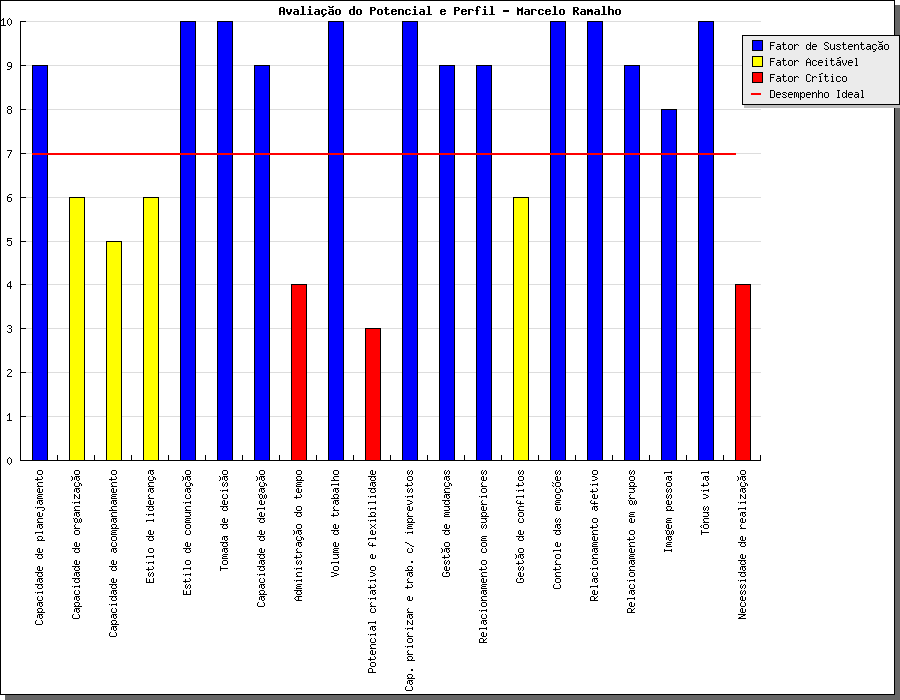 Avaliação do Potencial e Perfil - Marcelo Ramalho
10
9
8
7
6
5
4
3
2
1
0
Fator de Sustentação
Fator Aceitável
Fator Crítico
Desempenho Ideal
Capacidade de planejamento
Capacidade de organização
Capacidade de acompanhamento
Estilo de liderança
Estilo de comunicação
Tomada de decisão
Capacidade de delegação
Administração do tempo
Volume de trabalho
Potencial criativo e flexibilidade
Cap. priorizar e trab. c/ imprevistos
Gestão de mudanças
Relacionamento com superiores
Gestão de conflitos
Controle das emoções
Relacionamento afetivo
Relacionamento em grupos
Imagem pessoal
Tônus vital
Necessidade de realização